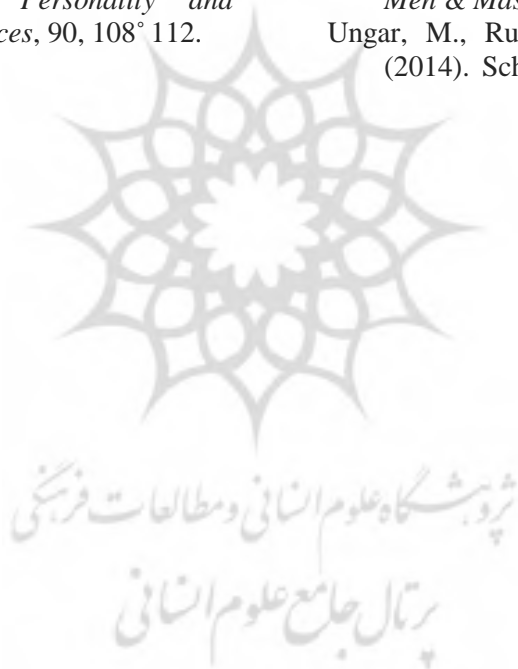 Personality and
ces, 90, 108˚ 112.
Men & Mas
Ungar, M., Ru
(2014). Sch
پژوهشگاه علوم انسانی و مطالعات فرهنگی
پرتال جامع علوم انسانی